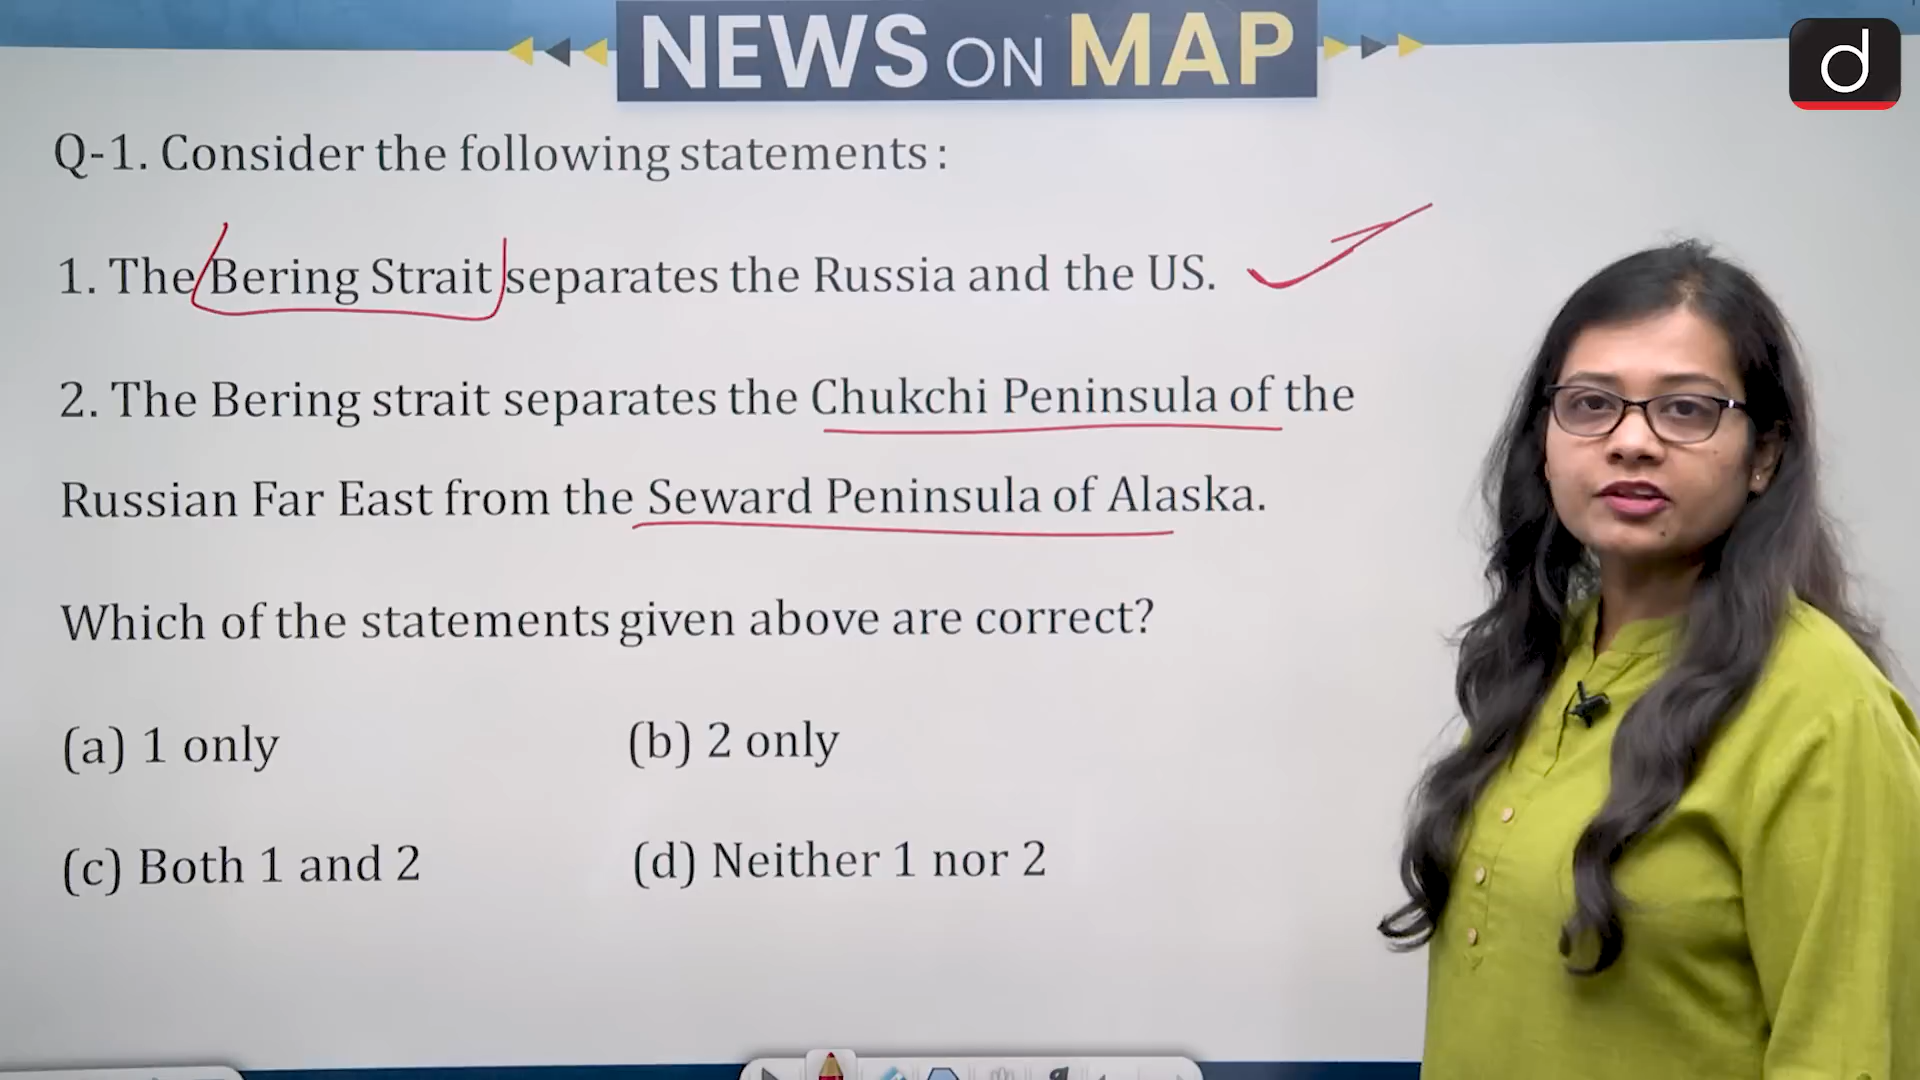 NEWS ON MAP
d
Q-1. Consider the following statements :
1. The Bering Strait separates the Russia and the US.
2. The Bering strait separates the Chukchi Peninsula of the
Russian Far East from the Seward Peninsula of Alaska.
Which of the statements given above are correct?
(a) 1 only
(b) 2 only
(c) Both 1 and 2
(d) Neither 1 nor 2